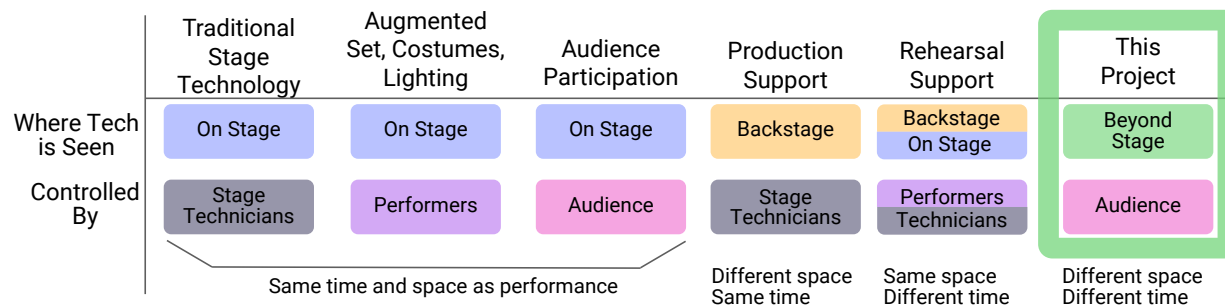 Traditional
Stage
Technology
Augmented
Set, Costumes,
Lighting
Audience
Participation
Production
Support
Rehearsal
Support
This
Project
Where Tech
is Seen
On Stage
On Stage
On Stage
Backstage
Backstage
On Stage
Beyond
Stage
Controlled
By
Stage
Technicians
Performers
Audience
Stage
Technicians
Performers
Technicians
Audience
Same time and space as performance
Different space
Same time
Same space
Different time
Different space
Different time